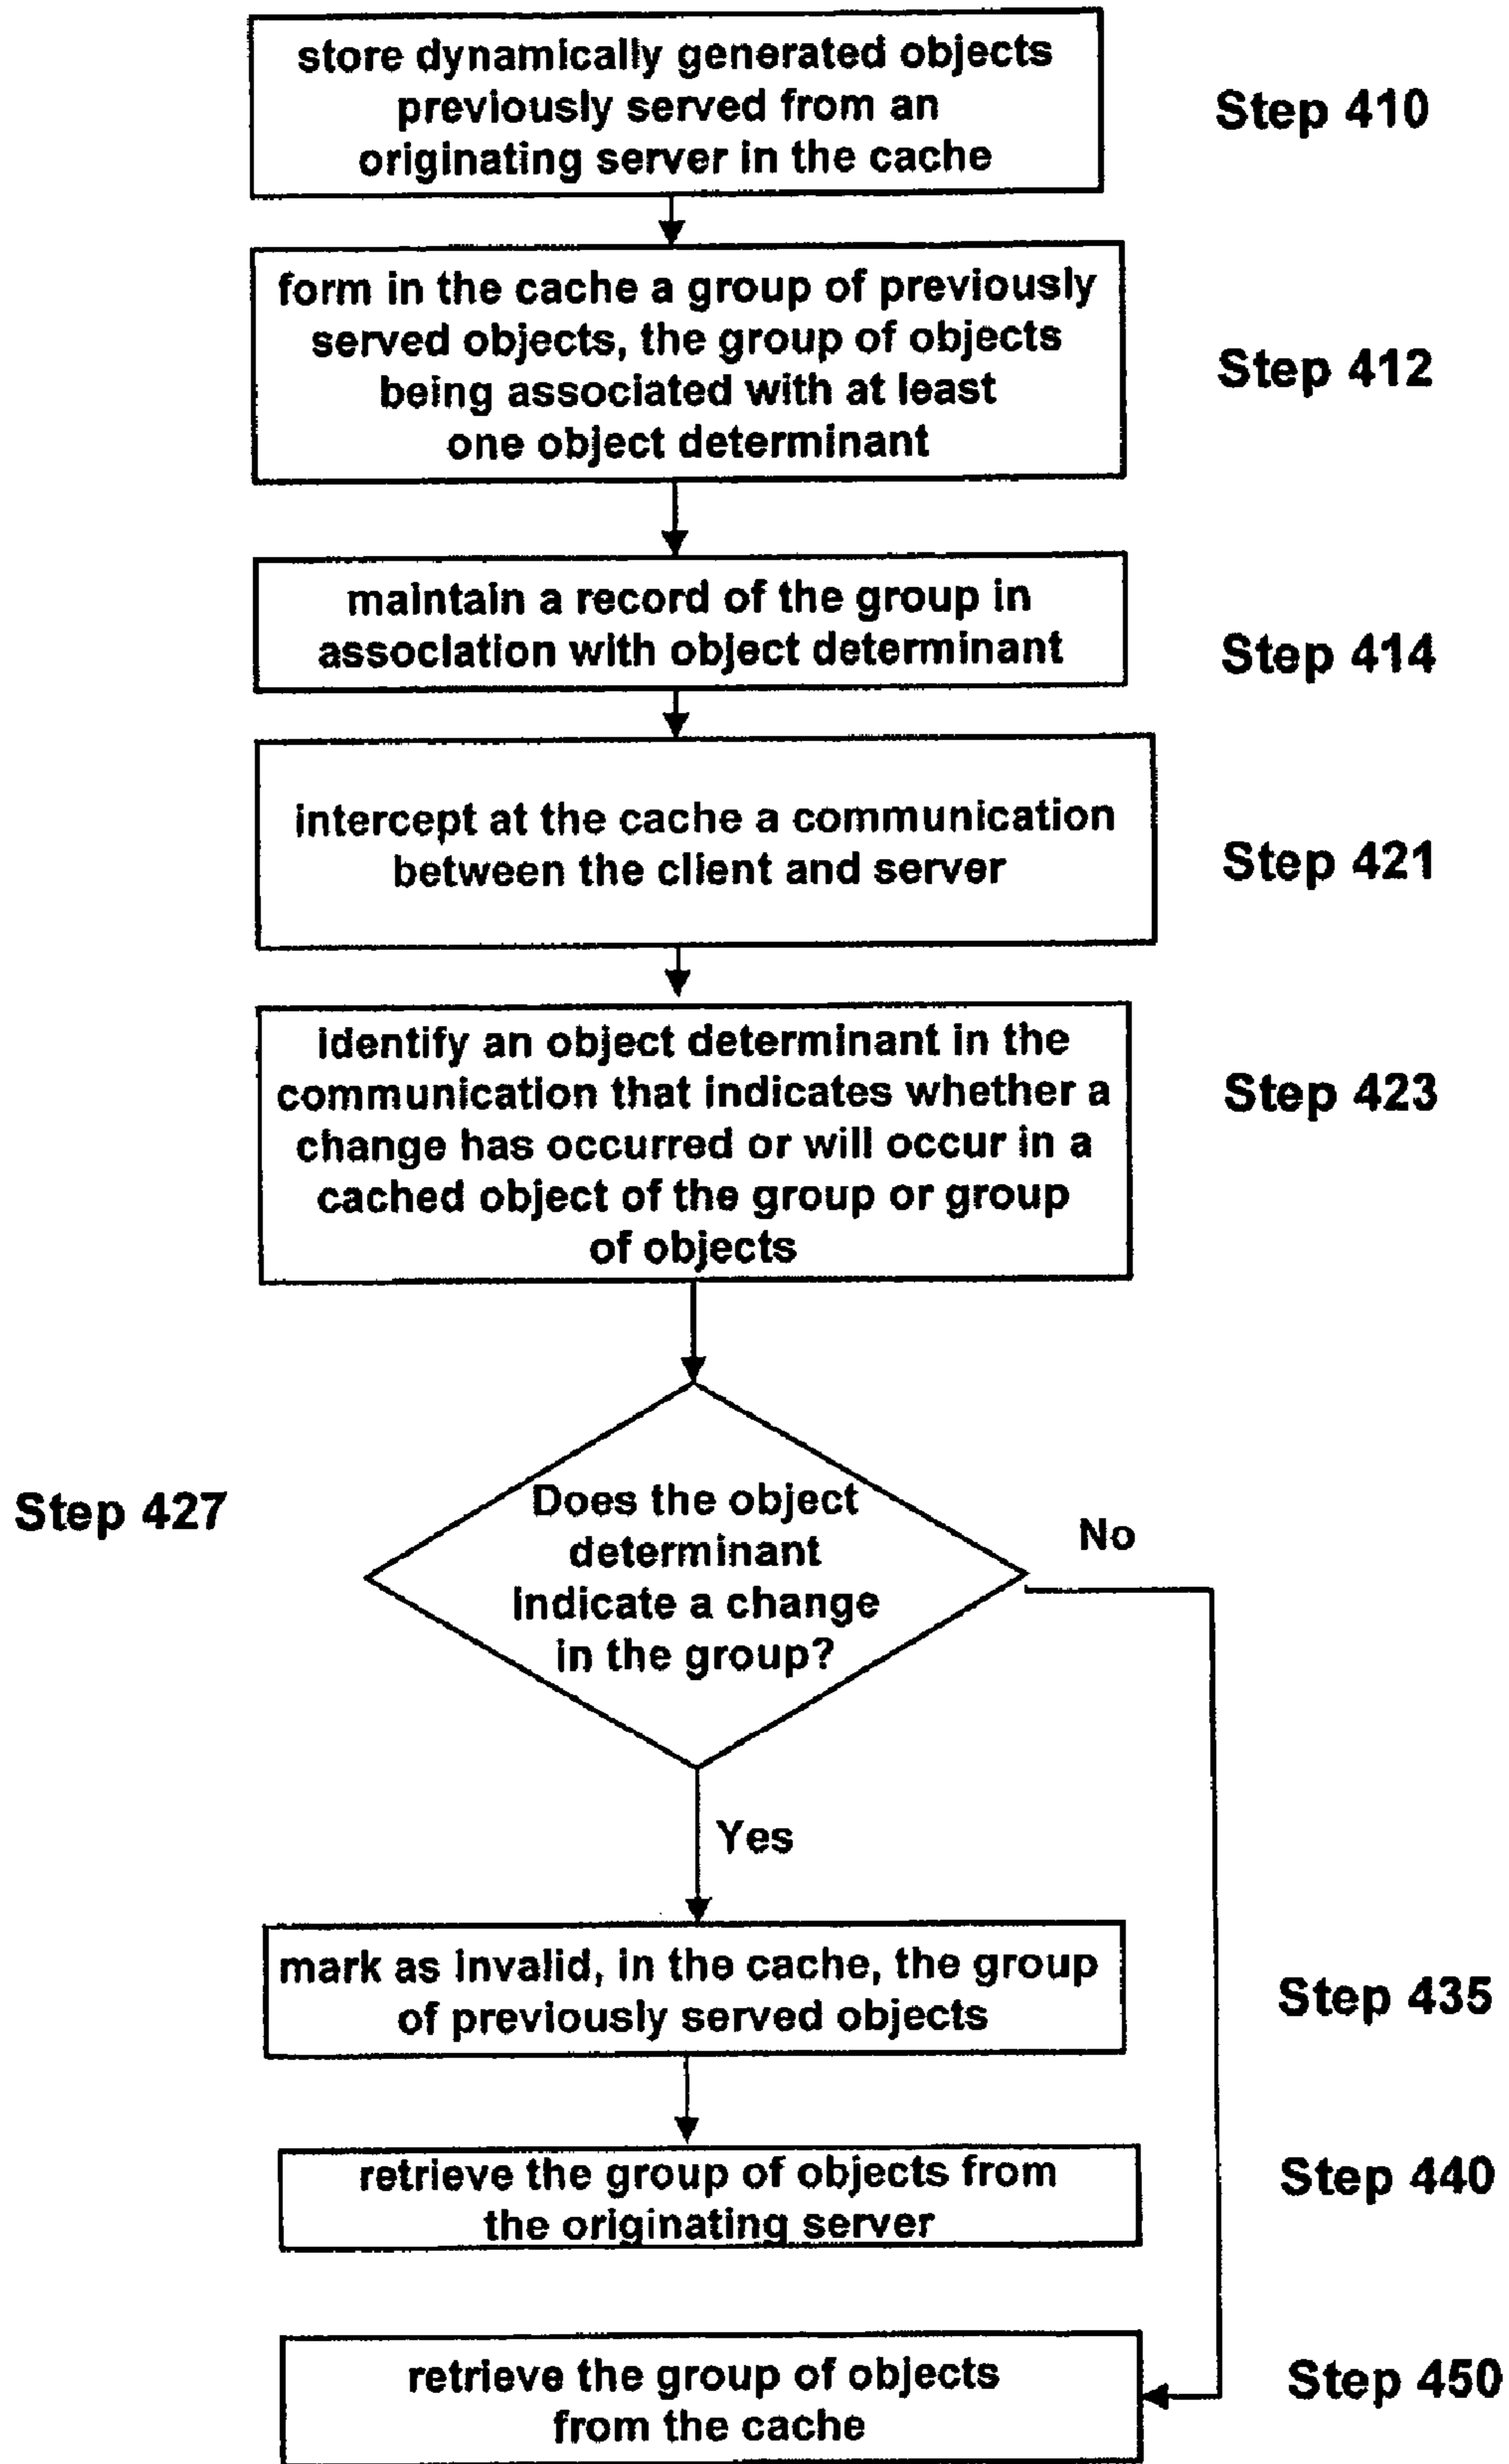 store dynamically generated objects
previously served from an
originating server in the cache
Step 410
form in the cache a group of previously
served objects, the group of objects
being associated with at least
one object determinant
Step 412
maintain a record of the group in
association with object determinant
Step 414
intercept at the cache a communication
between the client and server
Step 421
identify an object determinant in the
communication that indicates whether a
change has occurred or will occur in a
cached object of the group or group
of objects
Step 423
Step 427
Does the object
determinant
indicate a change
in the group?
No
Yes
mark as invalid, in the cache, the group
of previously served objects
Step 435
retrieve the group of objects from
the originating server
Step 440
retrieve the group of objects
from the cache
Step 450